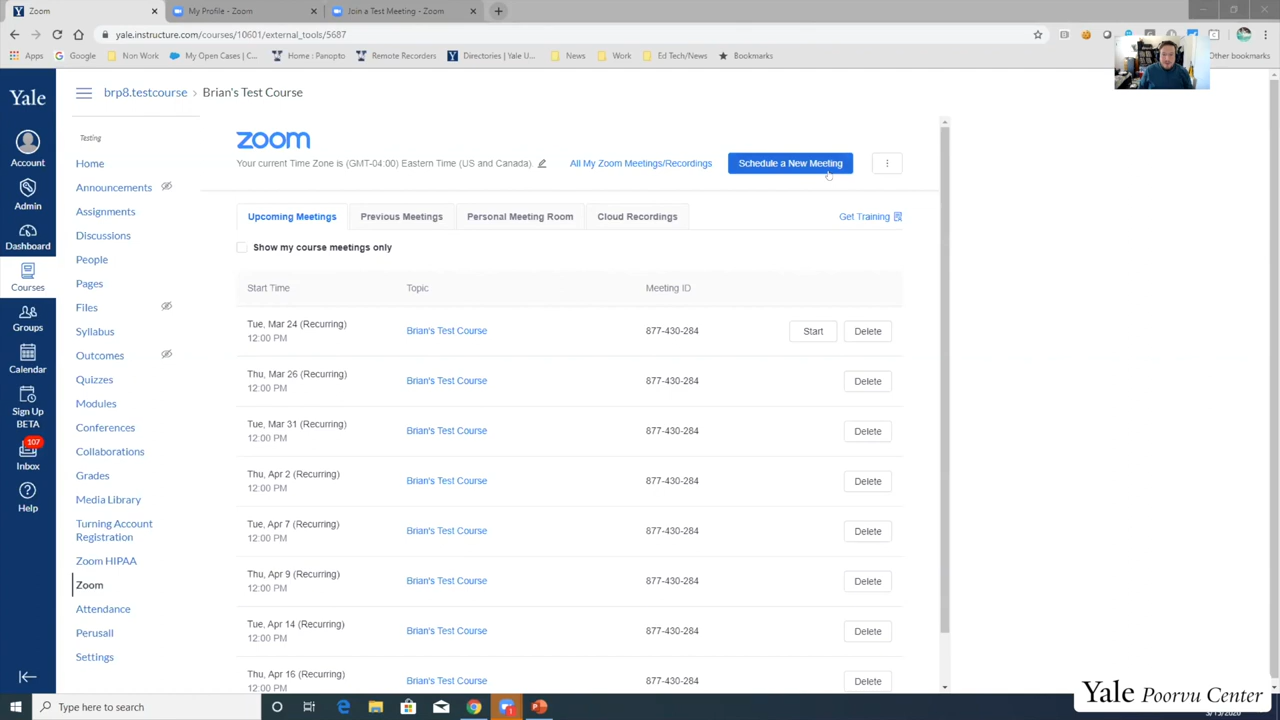 Zoom
My Profile - Zoom
Join a Test Meeting - Zoom
yale.instructure.com/courses/10601/external_tools/5687
Apps
Google
Non Work
My Open Cases | C...
Home : Panopto
Remote Recorders
Directories | Yale U...
News
Work
Ed Tech/News
Bookmarks
Other bookmarks
Yale
Account
Admin
Dashboard
Courses
Groups
Calendar
Sign Up
BETA
107
Inbox
Help
brp8.testcourse › Brian's Test Course
Testing
Home
Announcements
Assignments
Discussions
People
Pages
Files
Syllabus
Outcomes
Quizzes
Modules
Conferences
Collaborations
Grades
Media Library
Turning Account
Registration
Zoom HIPAA
Zoom
Attendance
Perusall
Settings
zoom
Your current Time Zone is (GMT-04:00) Eastern Time (US and Canada)
All My Zoom Meetings/Recordings
Schedule a New Meeting
Upcoming Meetings
Previous Meetings
Personal Meeting Room
Cloud Recordings
Get Training
Show my course meetings only
Start Time Topic Meeting ID
Tue, Mar 24 (Recurring)
12:00 PM
Brian's Test Course
877-430-284
Start
Delete
Thu, Mar 26 (Recurring)
12:00 PM
Brian's Test Course
877-430-284
Delete
Tue, Mar 31 (Recurring)
12:00 PM
Brian's Test Course
877-430-284
Delete
Thu, Apr 2 (Recurring)
12:00 PM
Brian's Test Course
877-430-284
Delete
Tue, Apr 7 (Recurring)
12:00 PM
Brian's Test Course
877-430-284
Delete
Thu, Apr 9 (Recurring)
12:00 PM
Brian's Test Course
877-430-284
Delete
Tue, Apr 14 (Recurring)
12:00 PM
Brian's Test Course
877-430-284
Delete
Thu, Apr 16 (Recurring)
12:00 PM
Brian's Test Course
877-430-284
Delete
Type here to search
Yale Poorvu Center